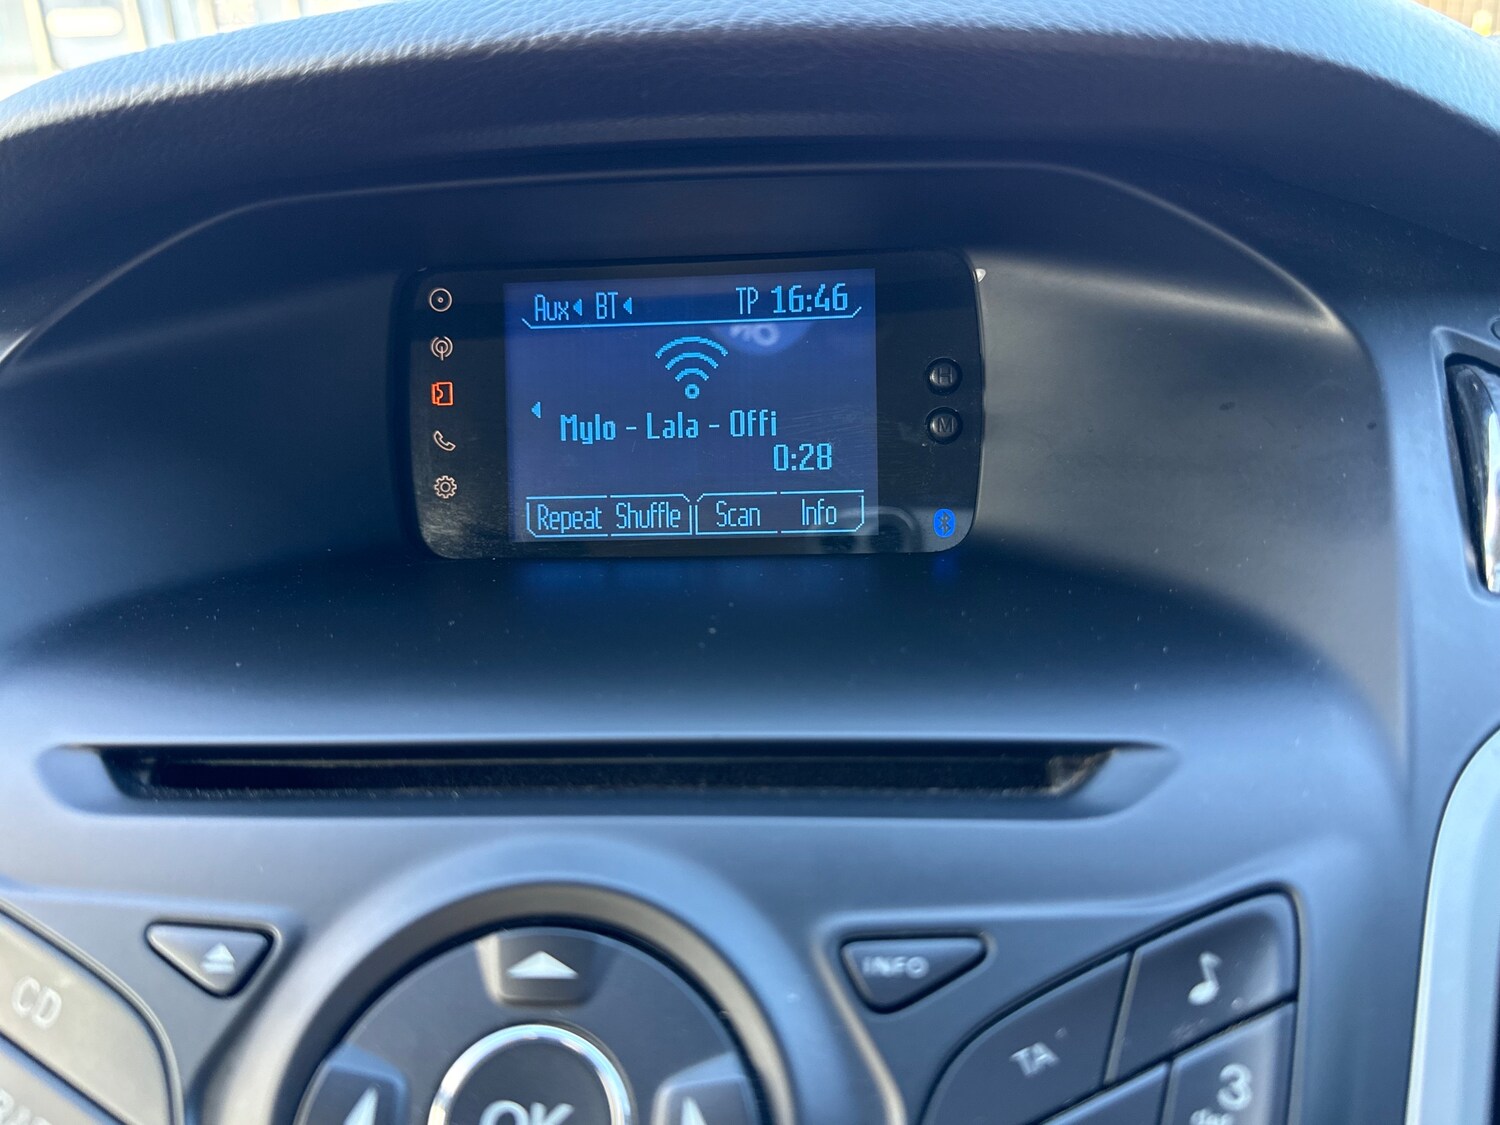 Aux BT TP 16:46
Mylo - Lala - Offi
0:28
Repeat Shuffle Scan Info
H
M
CD
INFO
TA
3
OK